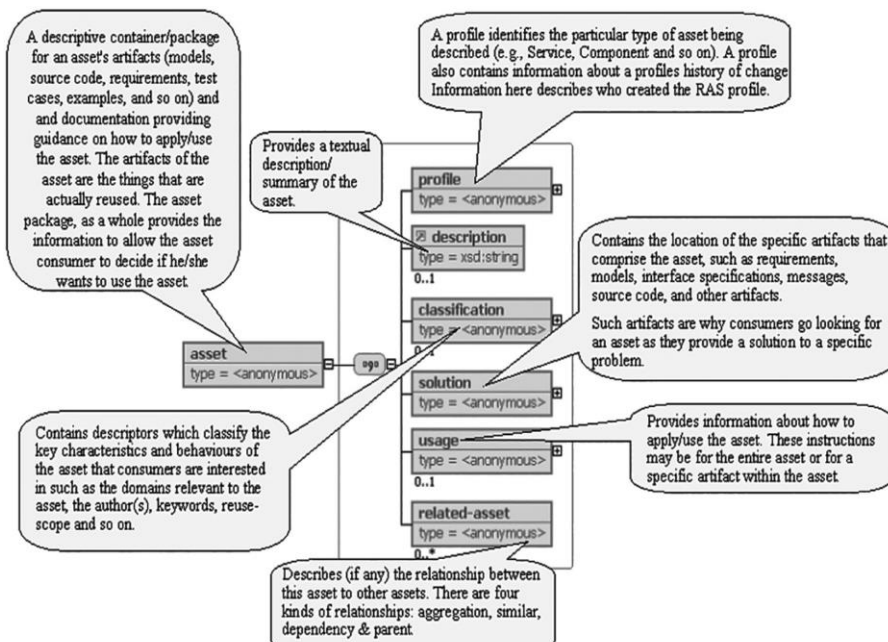 A descriptive container/package
for an asset's artifacts (models,
source code, requirements, test
cases, examples, and so on) and
and documentation providing
guidance on how to apply/use
the asset. The artifacts of the
asset are the things that are
actually reused. The asset
package, as a whole provides the
information to allow the asset
consumer to decide if he/she
wants to use the asset.
A profile identifies the particular type of asset being
described (e.g., Service, Component and so on). A profile
also contains information about a profiles history of change
Information here describes who created the RAS profile.
Provides a textual
description/
summary of the
asset.
profile
type = <anonymous>
description
type = xsd:string
0..1
classification
type = <anonymous>
0..1
asset
type = <anonymous>
solution
type = <anonymous>
usage
type = <anonymous>
0..1
related-asset
type = <anonymous>
0..*
Contains the location of the specific artifacts that
comprise the asset, such as requirements,
models, interface specifications, messages,
source code, and other artifacts.
Such artifacts are why consumers go looking for
an asset as they provide a solution to a specific
problem.
Contains descriptors which classify the
key characteristics and behaviours of
the asset that consumers are interested
in such as the domains relevant to the
asset, the author(s), keywords, reuse-
scope and so on.
Provides information about how to
apply/use the asset. These instructions
may be for the entire asset or for a
specific artifact within the asset.
Describes (if any) the relationship between
this asset to other assets. There are four
kinds of relationships: aggregation, similar,
dependency & parent.